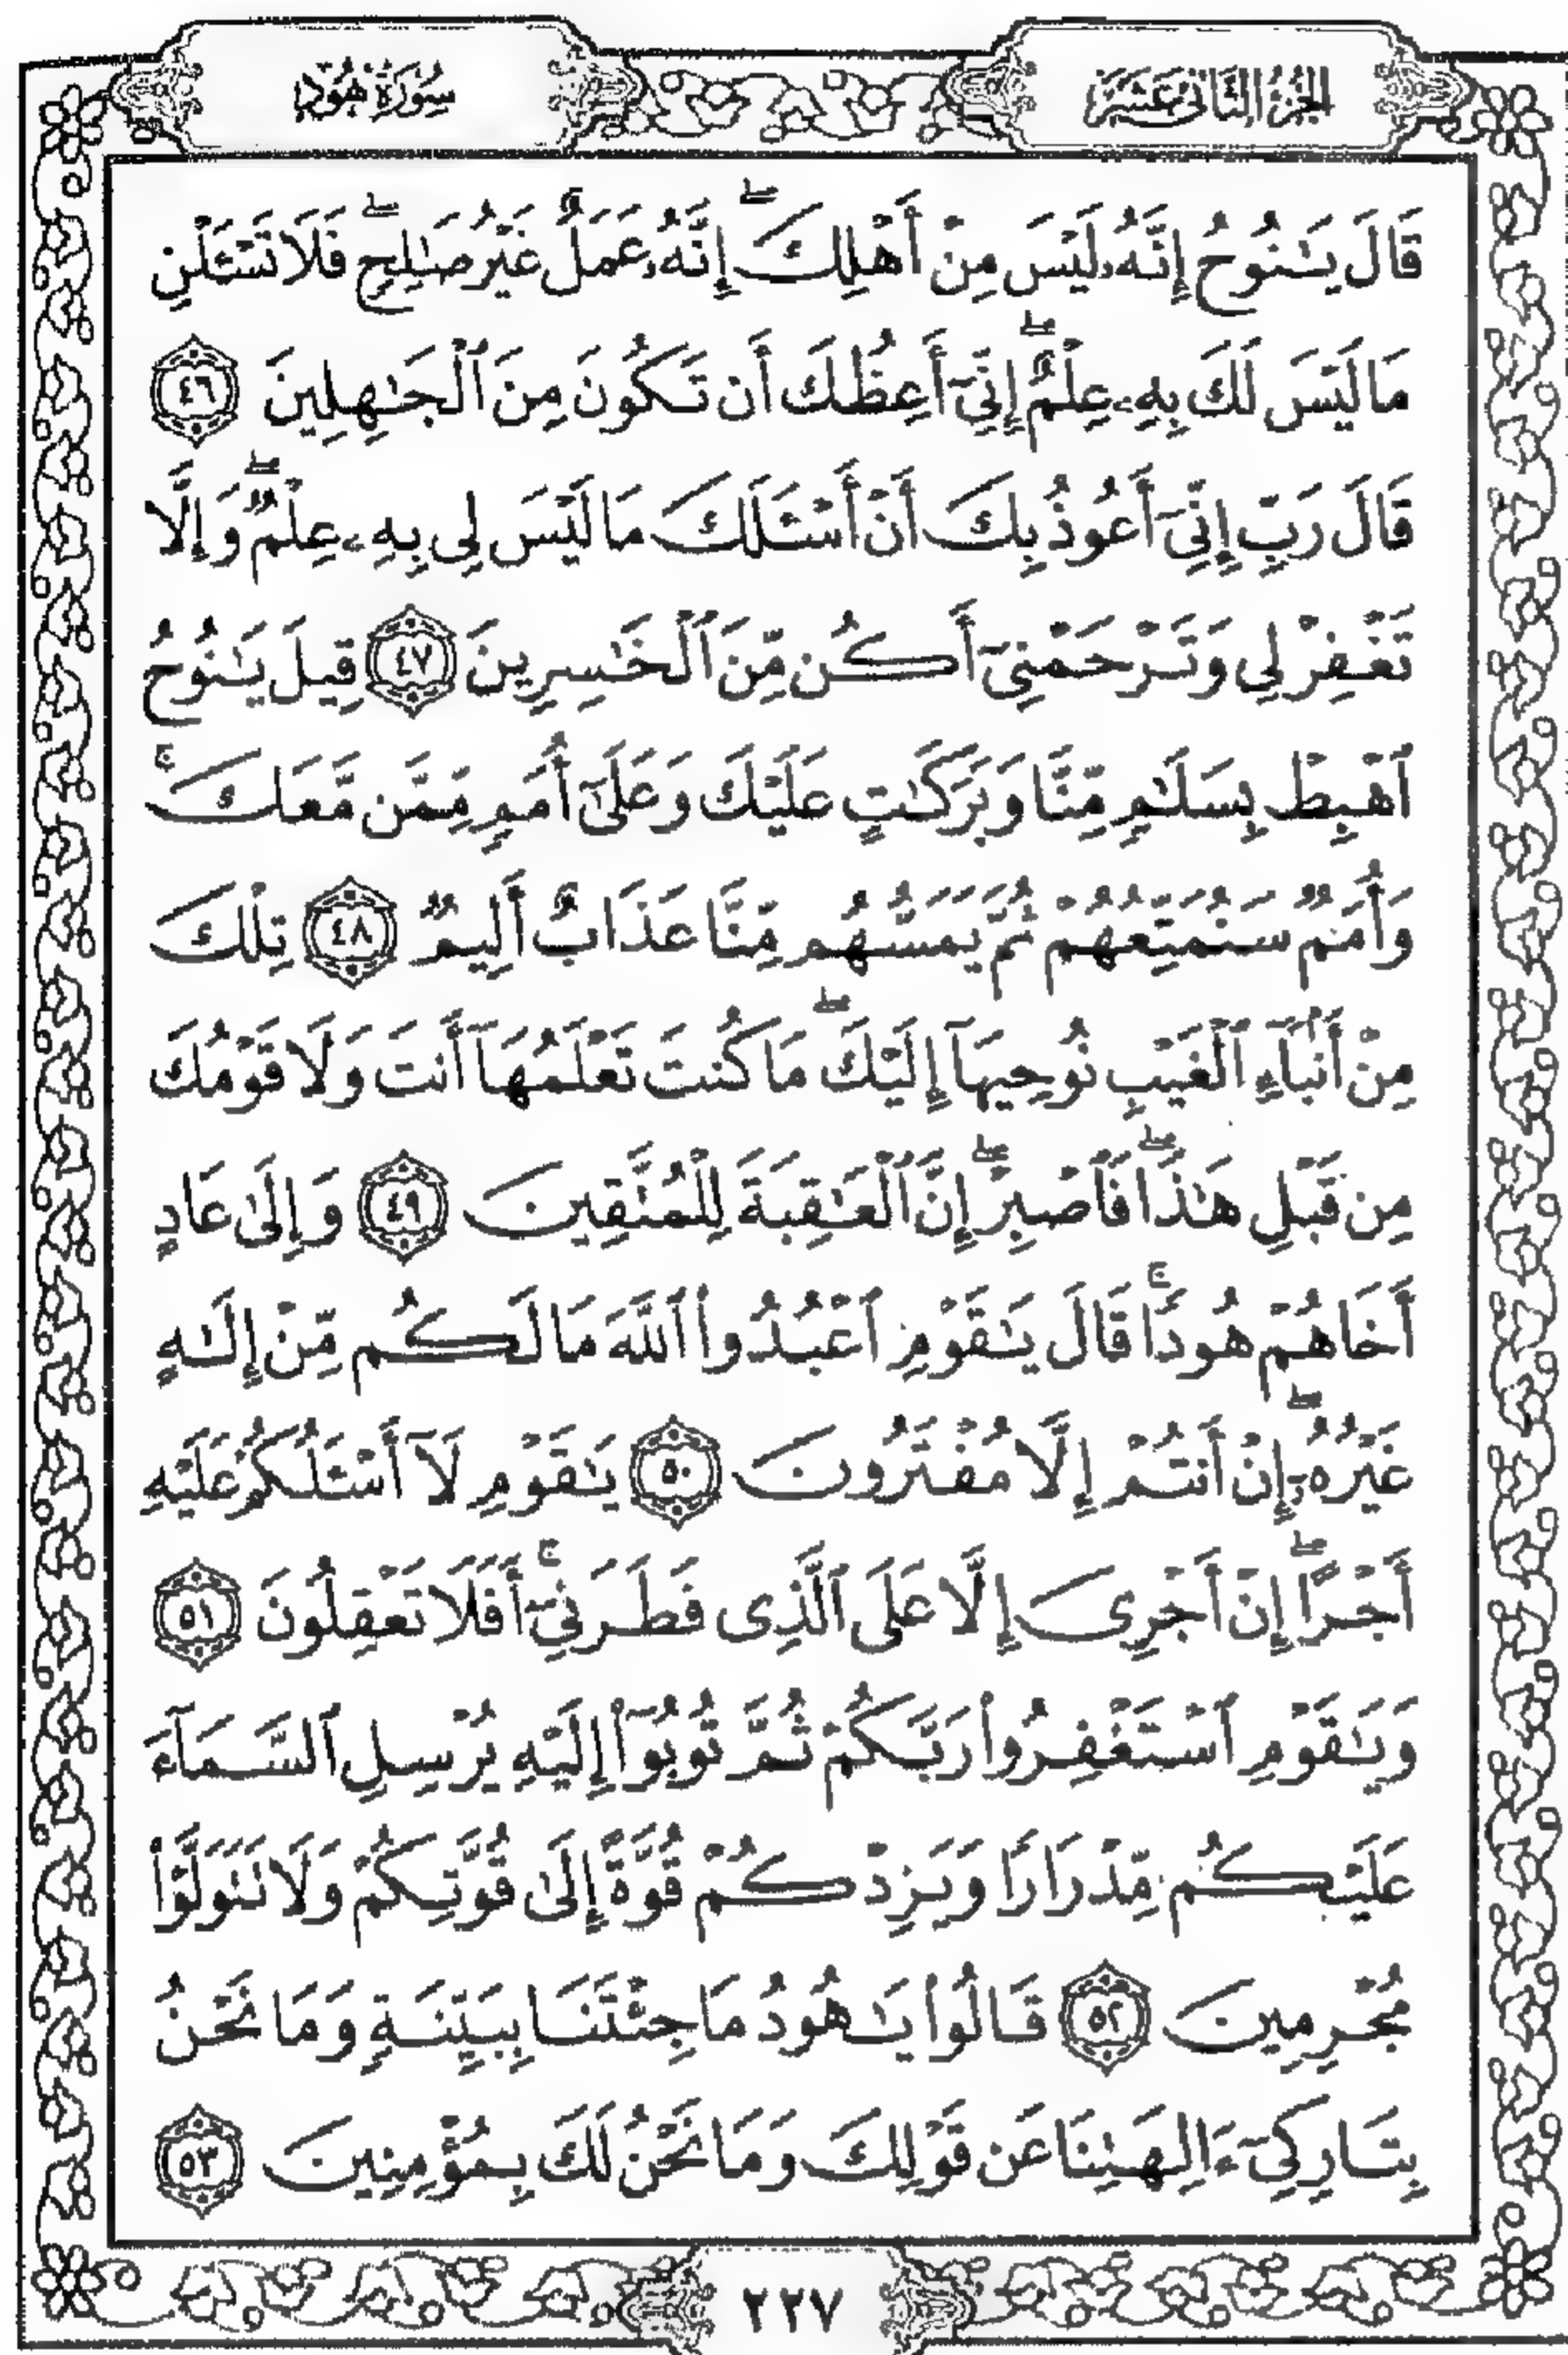 الجُزْءُ الثَّانِي عَشَرَ
سُورَةُ هُودٍ
قَالَ يَـٰنُوحُ إِنَّهُۥ لَيْسَ مِنْ أَهْلِكَ ۖ إِنَّهُۥ عَمَلٌ غَيْرُ صَـٰلِحٍ ۖ فَلَا تَسْـَٔلْنِ
مَا لَيْسَ لَكَ بِهِۦ عِلْمٌ ۖ إِنِّىٓ أَعِظُكَ أَن تَكُونَ مِنَ ٱلْجَـٰهِلِينَ ٤٦
قَالَ رَبِّ إِنِّىٓ أَعُوذُ بِكَ أَنْ أَسْـَٔلَكَ مَا لَيْسَ لِى بِهِۦ عِلْمٌ ۖ وَإِلَّا
تَغْفِرْ لِى وَتَرْحَمْنِىٓ أَكُن مِّنَ ٱلْخَـٰسِرِينَ ٤٧ قِيلَ يَـٰنُوحُ
ٱهْبِطْ بِسَلَـٰمٍ مِّنَّا وَبَرَكَـٰتٍ عَلَيْكَ وَعَلَىٰٓ أُمَمٍ مِّمَّن مَّعَكَ ۚ
وَأُمَمٌ سَنُمَتِّعُهُمْ ثُمَّ يَمَسُّهُم مِّنَّا عَذَابٌ أَلِيمٌ ٤٨ تِلْكَ
مِنْ أَنۢبَآءِ ٱلْغَيْبِ نُوحِيهَآ إِلَيْكَ ۖ مَا كُنتَ تَعْلَمُهَآ أَنتَ وَلَا قَوْمُكَ
مِن قَبْلِ هَـٰذَا ۖ فَٱصْبِرْ ۖ إِنَّ ٱلْعَـٰقِبَةَ لِلْمُتَّقِينَ ٤٩ وَإِلَىٰ عَادٍ
أَخَاهُمْ هُودًا ۚ قَالَ يَـٰقَوْمِ ٱعْبُدُوا۟ ٱللَّهَ مَا لَكُم مِّنْ إِلَـٰهٍ
غَيْرُهُۥٓ ۖ إِنْ أَنتُمْ إِلَّا مُفْتَرُونَ ٥٠ يَـٰقَوْمِ لَآ أَسْـَٔلُكُمْ عَلَيْهِ
أَجْرًا ۖ إِنْ أَجْرِىَ إِلَّا عَلَى ٱلَّذِى فَطَرَنِىٓ ۚ أَفَلَا تَعْقِلُونَ ٥١
وَيَـٰقَوْمِ ٱسْتَغْفِرُوا۟ رَبَّكُمْ ثُمَّ تُوبُوٓا۟ إِلَيْهِ يُرْسِلِ ٱلسَّمَآءَ
عَلَيْكُم مِّدْرَارًا وَيَزِدْكُمْ قُوَّةً إِلَىٰ قُوَّتِكُمْ وَلَا تَتَوَلَّوْا۟
مُجْرِمِينَ ٥٢ قَالُوا۟ يَـٰهُودُ مَا جِئْتَنَا بِبَيِّنَةٍ وَمَا نَحْنُ
بِتَارِكِىٓ ءَالِهَتِنَا عَن قَوْلِكَ وَمَا نَحْنُ لَكَ بِمُؤْمِنِينَ ٥٣
٢٢٧